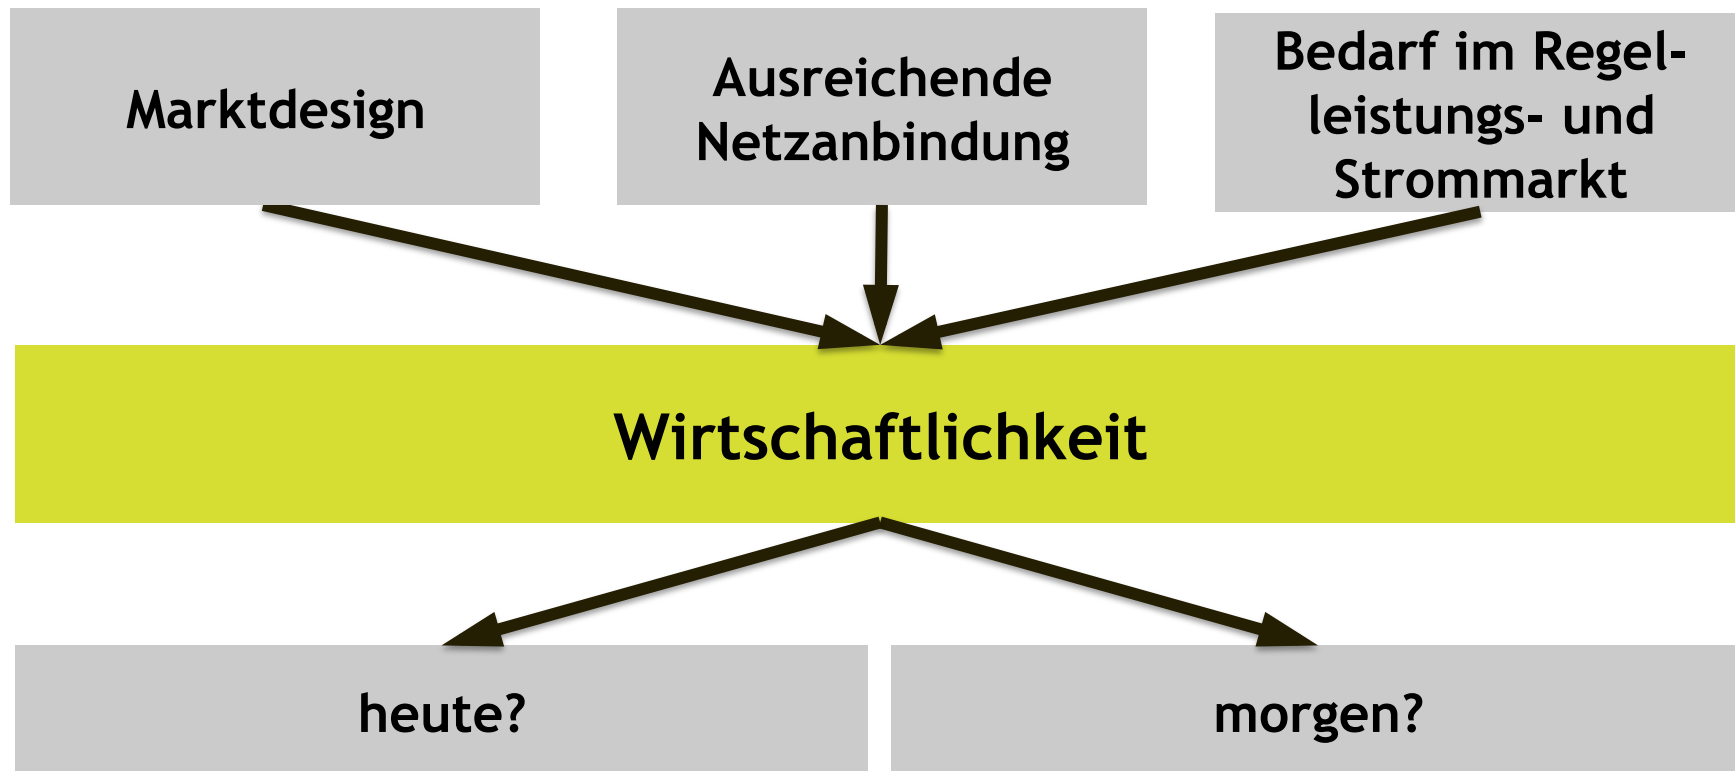 Marktdesign
Ausreichende
Netzanbindung
Bedarf im Regel-
leistungs- und
Strommarkt
Wirtschaftlichkeit
heute?
morgen?